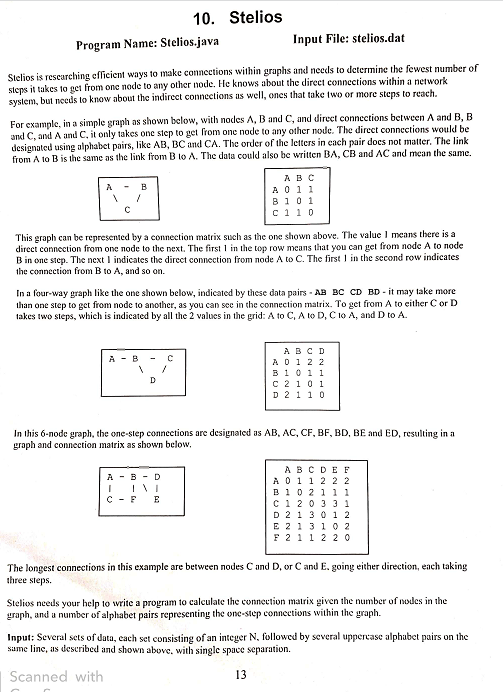 10. Stelios
Program Name: Stelios.java Input File: stelios.dat
Stelios is researching efficient ways to make connections within graphs and needs to determine the fewest number of
steps it takes to get from one node to any other node. He knows about the direct connections within a network
system, but needs to know about the indirect connections as well, ones that take two or more steps to reach.
For example, in a simple graph as shown below, with nodes A, B and C, and direct connections between A and B, B
and C, and A and C, it only takes one step to get from one node to any other node. The direct connections would be
designated using alphabet pairs, like AB, BC and CA. The order of the letters in each pair does not matter. The link
from A to B is the same as the link from B to A. The data could also be written BA, CB and AC and mean the same.
A - B
\ /
C
A B C
A 0 1 1
B 1 0 1
C 1 1 0
This graph can be represented by a connection matrix such as the one shown above. The value 1 means there is a
direct connection from one node to the next. The first 1 in the top row means that you can get from node A to node
B in one step. The next 1 indicates the direct connection from node A to C. The first 1 in the second row indicates
the connection from B to A, and so on.
In a four-way graph like the one shown below, indicated by these data pairs - AB BC CD BD - it may take more
than one step to get from node to another, as you can see in the connection matrix. To get from A to either C or D
takes two steps, which is indicated by all the 2 values in the grid: A to C, A to D, C to A, and D to A.
A - B - C
\ /
D
A B C D
A 0 1 2 2
B 1 0 1 1
C 2 1 0 1
D 2 1 1 0
In this 6-node graph, the one-step connections are designated as AB, AC, CF, BF, BD, BE and ED, resulting in a
graph and connection matrix as shown below.
A - B - D
| | \ |
C - F E
A B C D E F
A 0 1 1 2 2 2
B 1 0 2 1 1 1
C 1 2 0 3 3 1
D 2 1 3 0 1 2
E 2 1 3 1 0 2
F 2 1 1 2 2 0
The longest connections in this example are between nodes C and D, or C and E, going either direction, each taking
three steps.
Stelios needs your help to write a program to calculate the connection matrix given the number of nodes in the
graph, and a number of alphabet pairs representing the one-step connections within the graph.
Input: Several sets of data, each set consisting of an integer N, followed by several uppercase alphabet pairs on the
same line, as described and shown above, with single space separation.
Scanned with
13